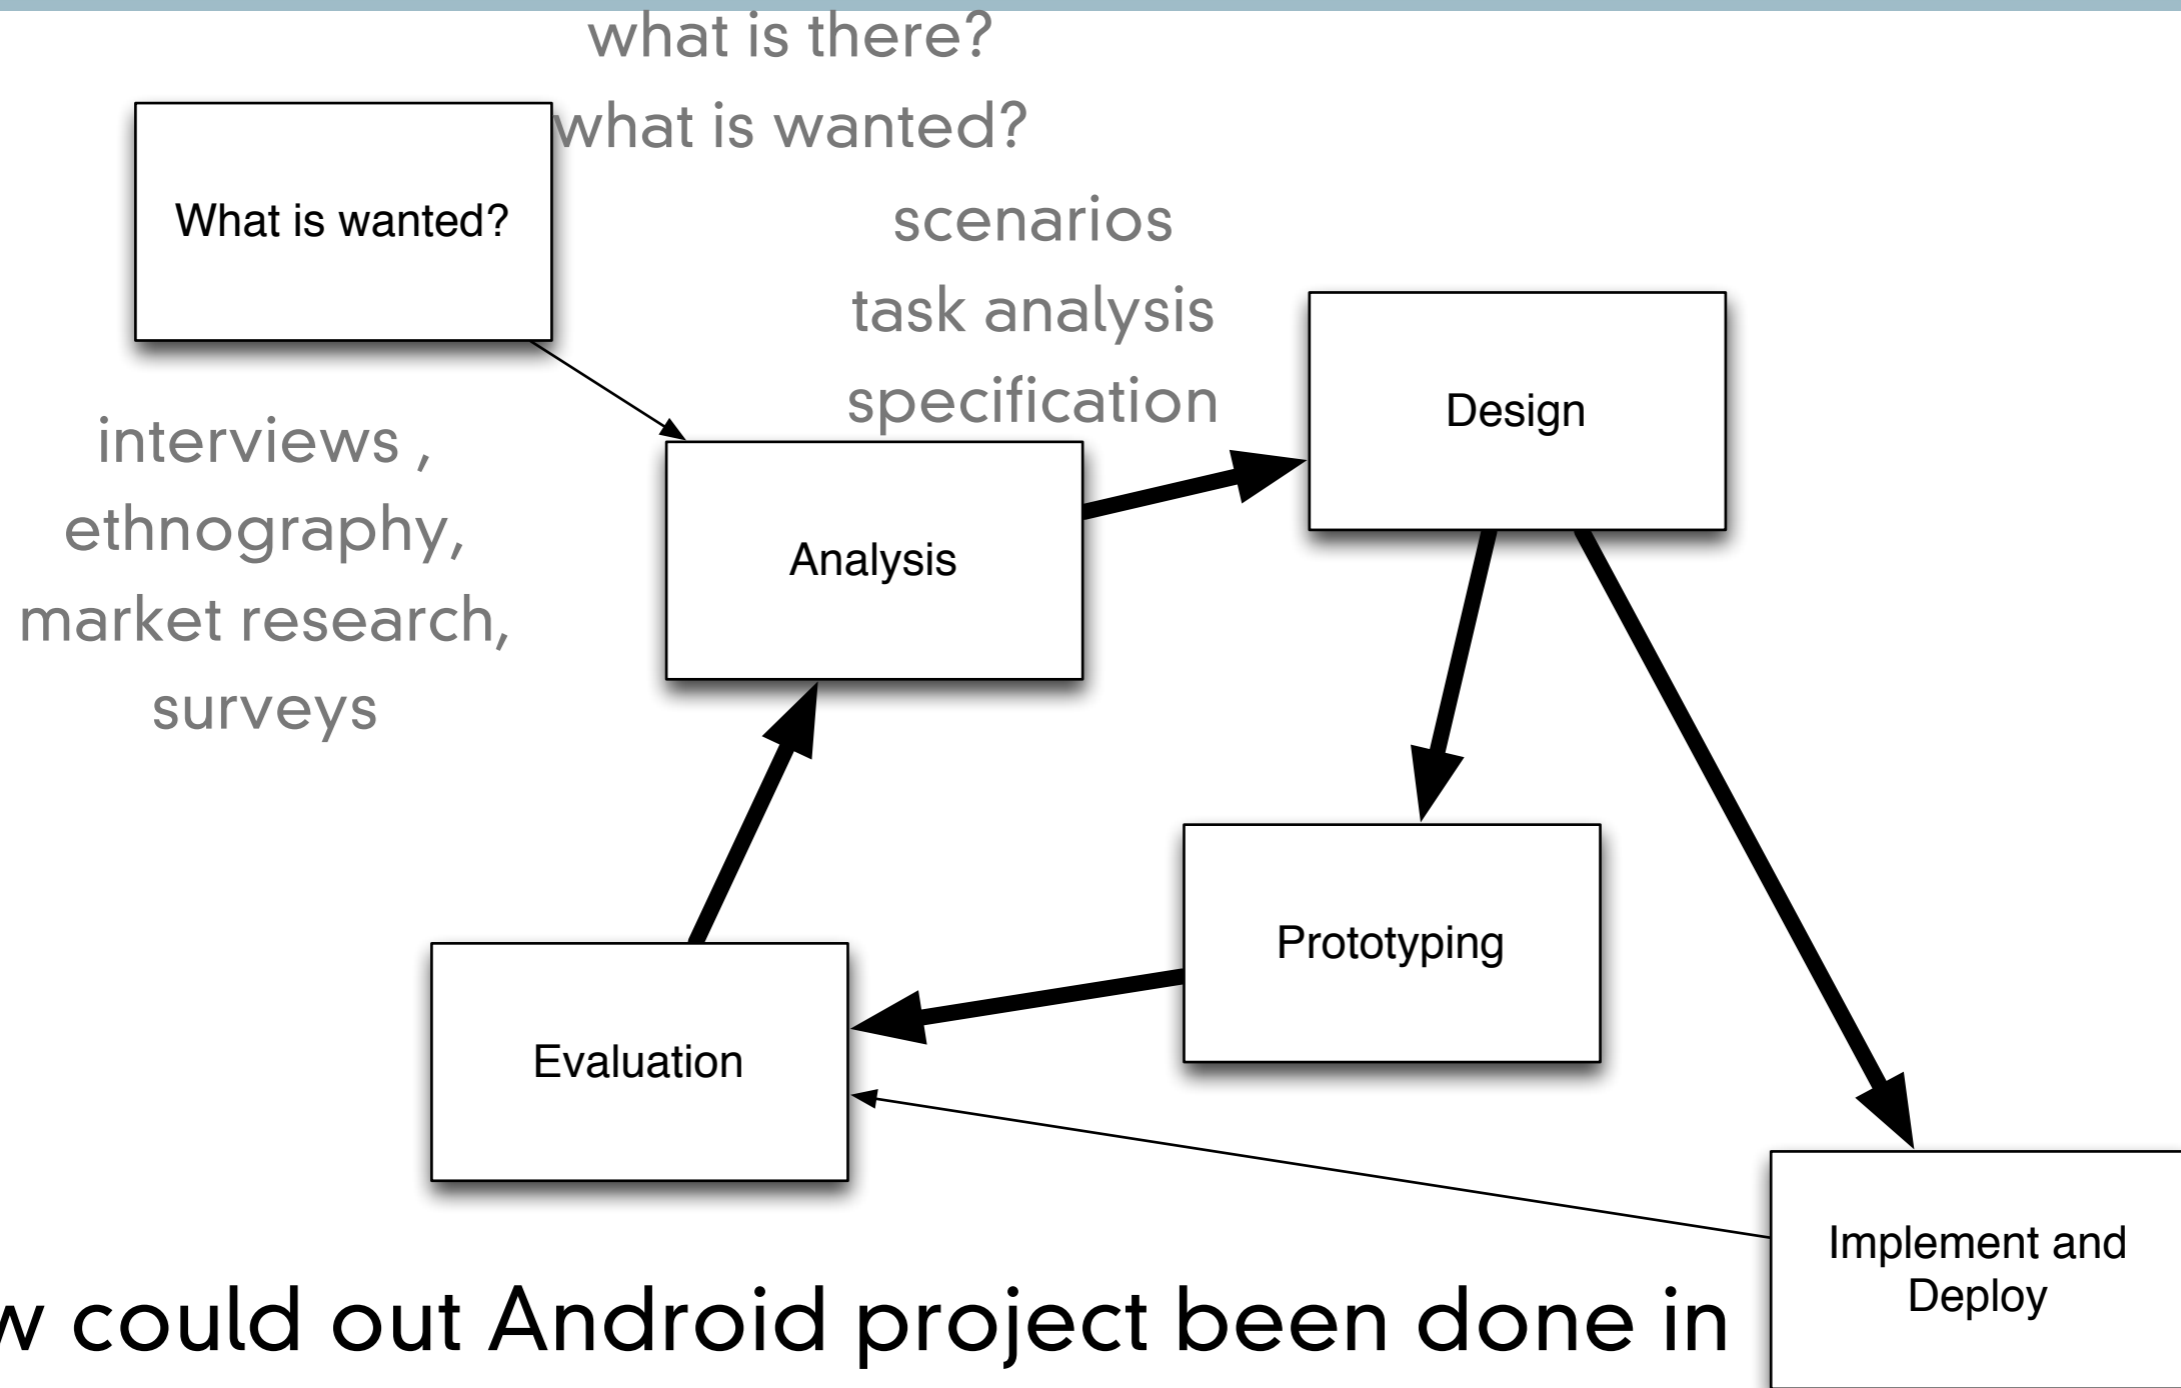 what is there?
what is wanted?
What is wanted?
scenarios
task analysis
specification
Design
interviews ,
ethnography,
market research,
surveys
Analysis
Prototyping
Evaluation
Implement and
Deploy
w could out Android project been done in